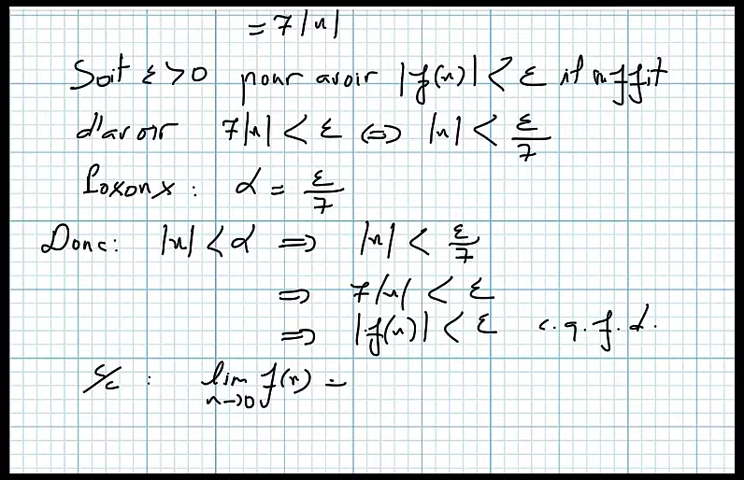 = 7|x|
Soit ε > 0 pour avoir |f(x)| < ε il suffit
d'avoir 7|x| < ε ⇔ |x| < ε/7
Posons : α = ε/7
Donc : |x| < α ⇒ |x| < ε/7
⇒ 7|x| < ε
⇒ |f(x)| < ε c.q.f.d.
C/C : lim x→0 f(x) =